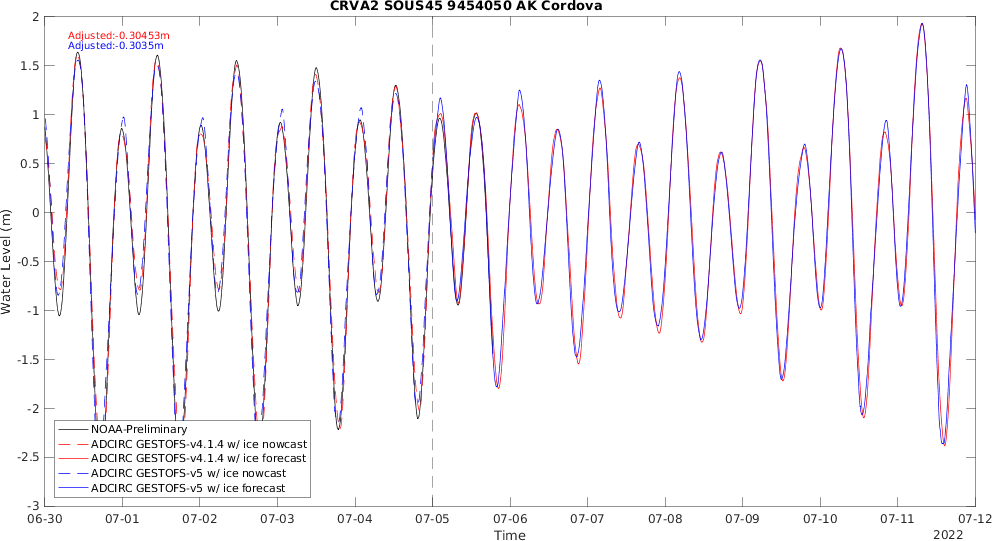 CRVA2 SOUS45 9454050 AK Cordova
Adjusted:-0.30453m
Adjusted:-0.3035m
2
1.5
1
0.5
0
-0.5
-1
-1.5
-2
-2.5
-3
Water Level (m)
NOAA-Preliminary
ADCIRC GESTOFS-v4.1.4 w/ ice nowcast
ADCIRC GESTOFS-v4.1.4 w/ ice forecast
ADCIRC GESTOFS-v5 w/ ice nowcast
ADCIRC GESTOFS-v5 w/ ice forecast
06-30 07-01 07-02 07-03 07-04 07-05 07-06 07-07 07-08 07-09 07-10 07-11 07-12
Time
2022